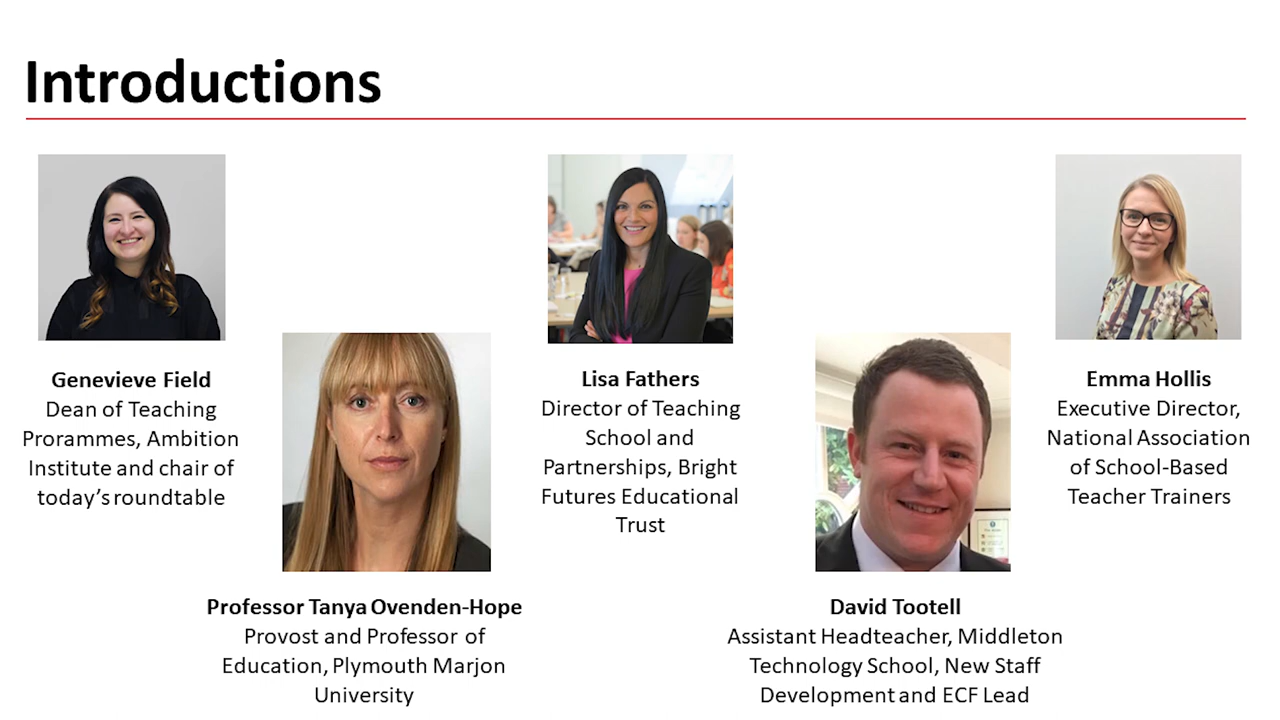 Introductions
Genevieve Field
Dean of Teaching
Prorammes, Ambition
Institute and chair of
today's roundtable
Professor Tanya Ovenden-Hope
Provost and Professor of
Education, Plymouth Marjon
University
Lisa Fathers
Director of Teaching
School and
Partnerships, Bright
Futures Educational
Trust
David Tootell
Assistant Headteacher, Middleton
Technology School, New Staff
Development and ECF Lead
Emma Hollis
Executive Director,
National Association
of School-Based
Teacher Trainers